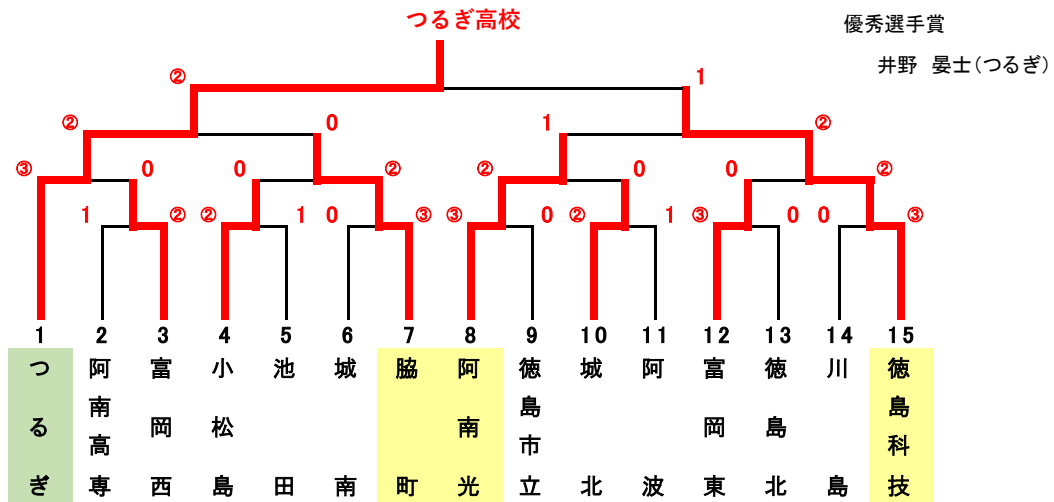 つるぎ高校
優秀選手賞
井野 晏士(つるぎ)
② 1
② 0 1 ②
③ 0 0 ② ② 0 0 ②
1 ② ② 1 0 ③ ③ 0 ② 1 ③ 0 0 ③
1 2 3 4 5 6 7 8 9 10 11 12 13 14 15
つるぎ
阿南高専
富岡西
小松島
池田
城南
脇町
阿南光
徳島市立
城北
阿波
富岡東
徳島北
川島
徳島科技